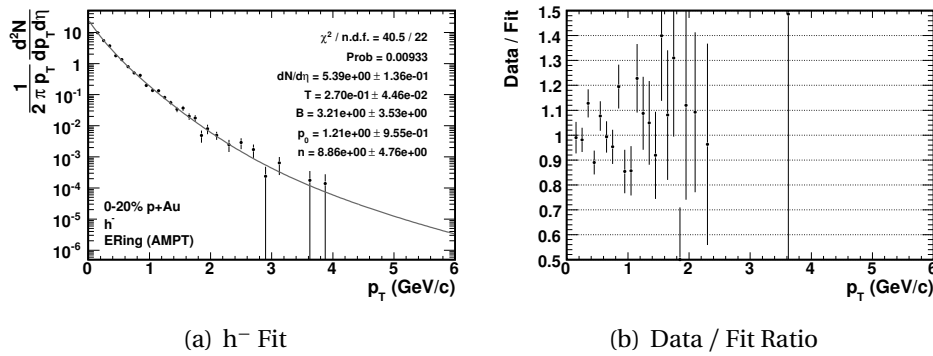 1/(2 π p_T) d²N/(dp_T dη)
10
1
10⁻¹
10⁻²
10⁻³
10⁻⁴
10⁻⁵
10⁻⁶
χ² / n.d.f. = 40.5 / 22
Prob = 0.00933
dN/dη = 5.39e+00 ± 1.36e-01
T = 2.70e-01 ± 4.46e-02
B = 3.21e+00 ± 3.53e+00
p₀ = 1.21e+00 ± 9.55e-01
n = 8.86e+00 ± 4.76e+00
0-20% p+Au
h⁻
ERing (AMPT)
0 1 2 3 4 5 6
p_T (GeV/c)
(a) h⁻ Fit
Data / Fit
1.5
1.4
1.3
1.2
1.1
1
0.9
0.8
0.7
0.6
0.5
0 1 2 3 4 5 6
p_T (GeV/c)
(b) Data / Fit Ratio